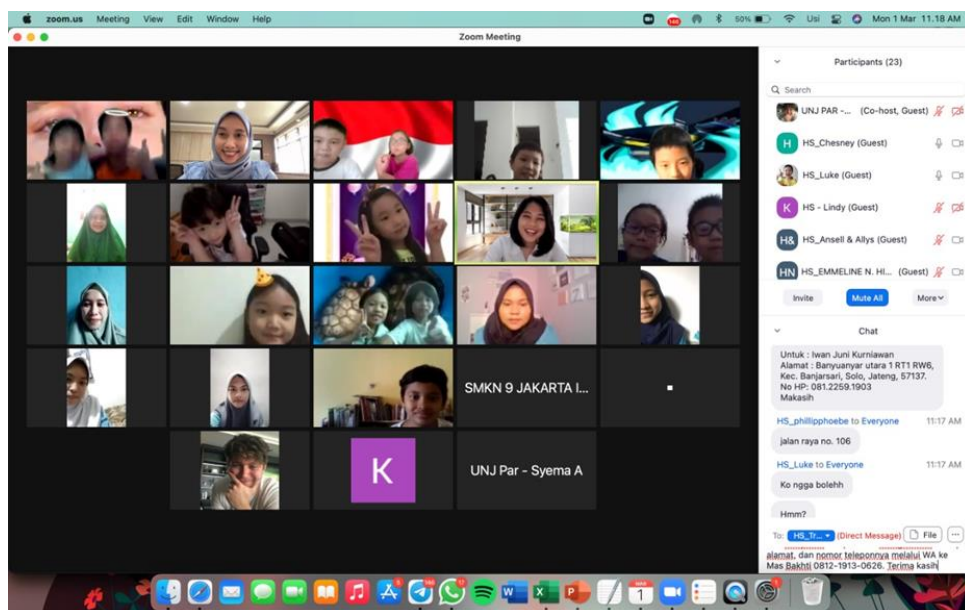 zoom.us Meeting View Edit Window Help
50% Usi Mon 1 Mar 11.18 AM
Zoom Meeting
Participants (23)
Search
UNJ PAR -... (Co-host, Guest)
H HS_Chesney (Guest)
HS_Luke (Guest)
K HS - Lindy (Guest)
H& HS_Ansell & Allys (Guest)
HN HS_EMMELINE N. HI... (Guest)
Invite Mute All More
Chat
Untuk : Iwan Juni Kurniawan
Alamat : Banyuanyar utara 1 RT1 RW6,
Kec. Banjarsari, Solo, Jateng, 57137.
No HP: 081.2259.1903
Makasih
HS_phillipphoebe to Everyone 11:17 AM
jalan raya no. 106
HS_Luke to Everyone 11:17 AM
Ko ngga bolehh
Hmm?
To: HS_Tr... (Direct Message) File
alamat, dan nomor teleponnya melalui WA ke
Mas Bakhti 0812-1913-0626. Terima kasih
SMKN 9 JAKARTA I...
K
UNJ Par - Syema A
W X P 1